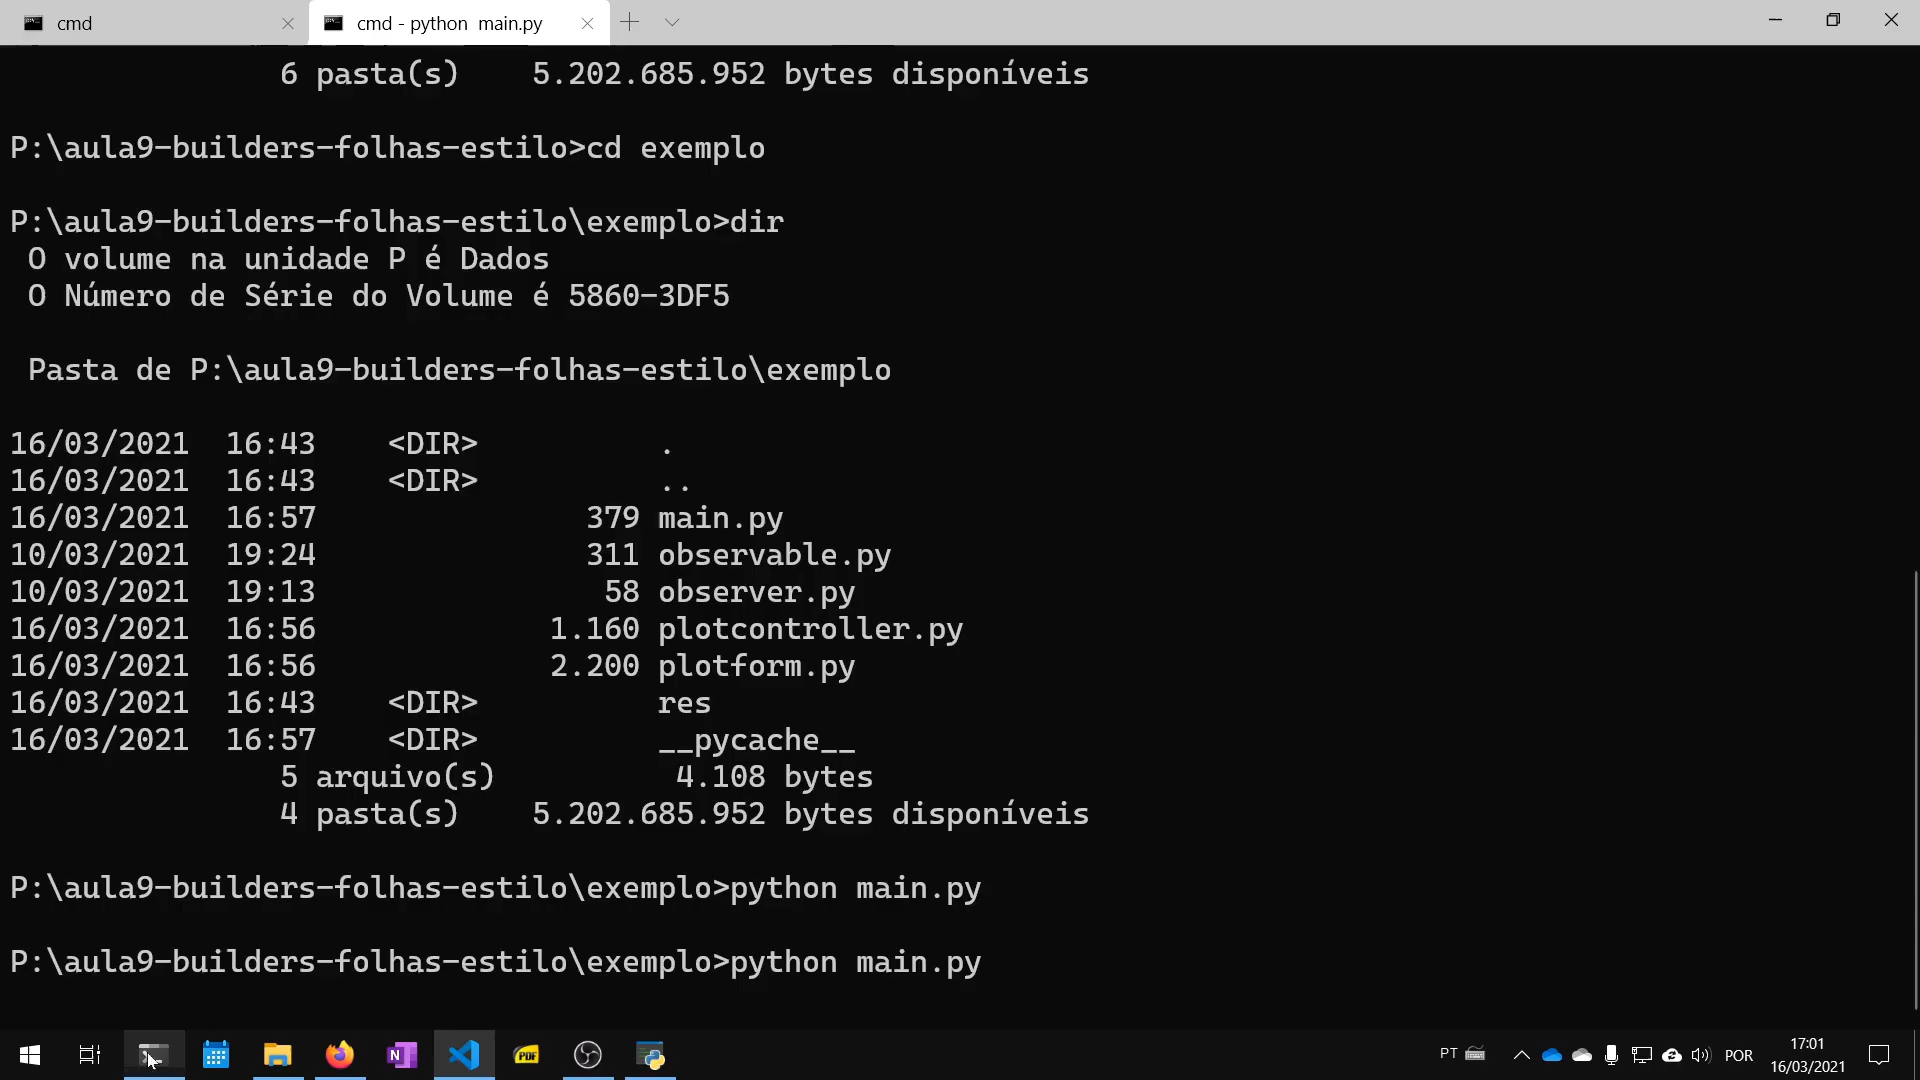 cmd
cmd - python  main.py
6 pasta(s)    5.202.685.952 bytes disponíveis
P:\aula9-builders-folhas-estilo>cd exemplo
P:\aula9-builders-folhas-estilo\exemplo>dir
O volume na unidade P é Dados
O Número de Série do Volume é 5860-3DF5
Pasta de P:\aula9-builders-folhas-estilo\exemplo
16/03/2021  16:43    <DIR>          .
16/03/2021  16:43    <DIR>          ..
16/03/2021  16:57               379 main.py
10/03/2021  19:24               311 observable.py
10/03/2021  19:13                58 observer.py
16/03/2021  16:56             1.160 plotcontroller.py
16/03/2021  16:56             2.200 plotform.py
16/03/2021  16:43    <DIR>          res
16/03/2021  16:57    <DIR>          __pycache__
5 arquivo(s)          4.108 bytes
4 pasta(s)    5.202.685.952 bytes disponíveis
P:\aula9-builders-folhas-estilo\exemplo>python main.py
P:\aula9-builders-folhas-estilo\exemplo>python main.py
N
PDF
PT
POR
17:01
16/03/2021